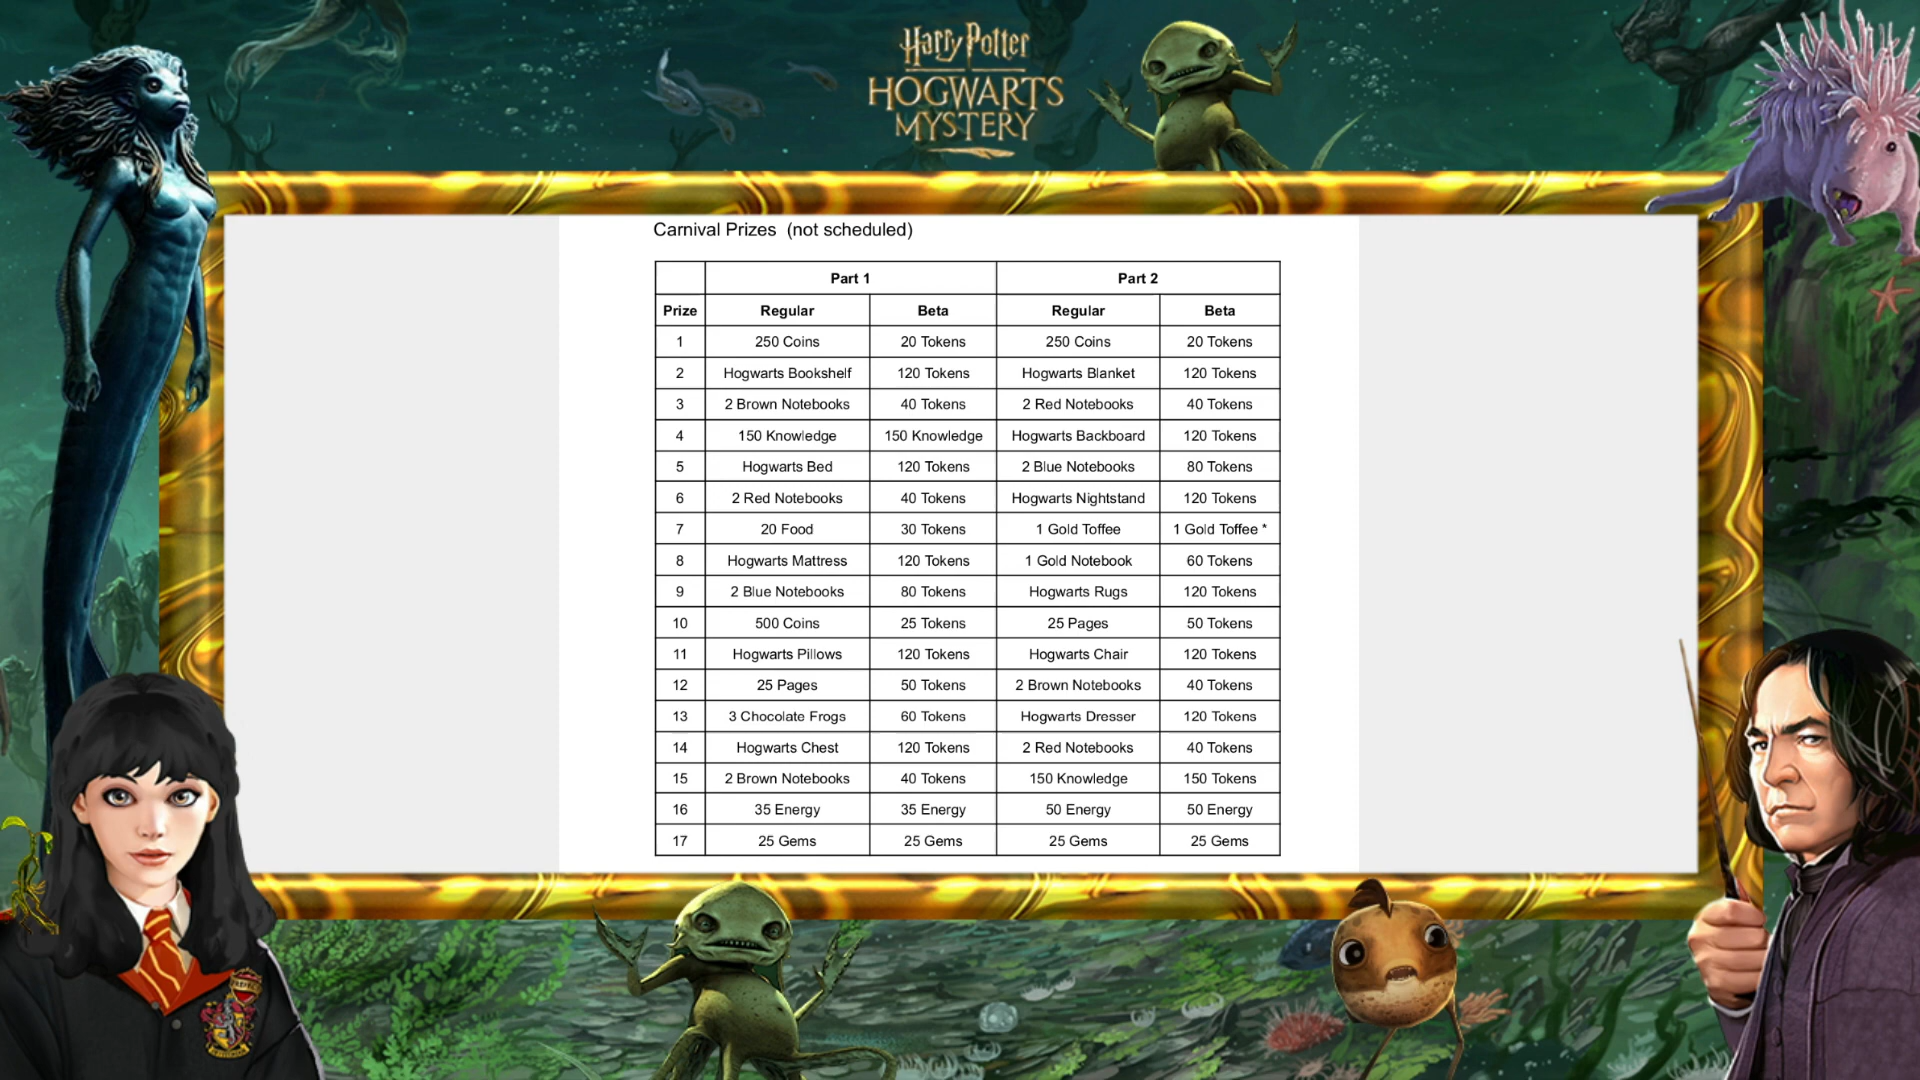 Harry Potter
HOGWARTS
MYSTERY
Carnival Prizes (not scheduled)
Part 1 Part 2
Prize Regular Beta Regular Beta
1 250 Coins 20 Tokens 250 Coins 20 Tokens
2 Hogwarts Bookshelf 120 Tokens Hogwarts Blanket 120 Tokens
3 2 Brown Notebooks 40 Tokens 2 Red Notebooks 40 Tokens
4 150 Knowledge 150 Knowledge Hogwarts Backboard 120 Tokens
5 Hogwarts Bed 120 Tokens 2 Blue Notebooks 80 Tokens
6 2 Red Notebooks 40 Tokens Hogwarts Nightstand 120 Tokens
7 20 Food 30 Tokens 1 Gold Toffee 1 Gold Toffee *
8 Hogwarts Mattress 120 Tokens 1 Gold Notebook 60 Tokens
9 2 Blue Notebooks 80 Tokens Hogwarts Rugs 120 Tokens
10 500 Coins 25 Tokens 25 Pages 50 Tokens
11 Hogwarts Pillows 120 Tokens Hogwarts Chair 120 Tokens
12 25 Pages 50 Tokens 2 Brown Notebooks 40 Tokens
13 3 Chocolate Frogs 60 Tokens Hogwarts Dresser 120 Tokens
14 Hogwarts Chest 120 Tokens 2 Red Notebooks 40 Tokens
15 2 Brown Notebooks 40 Tokens 150 Knowledge 150 Tokens
16 35 Energy 35 Energy 50 Energy 50 Energy
17 25 Gems 25 Gems 25 Gems 25 Gems